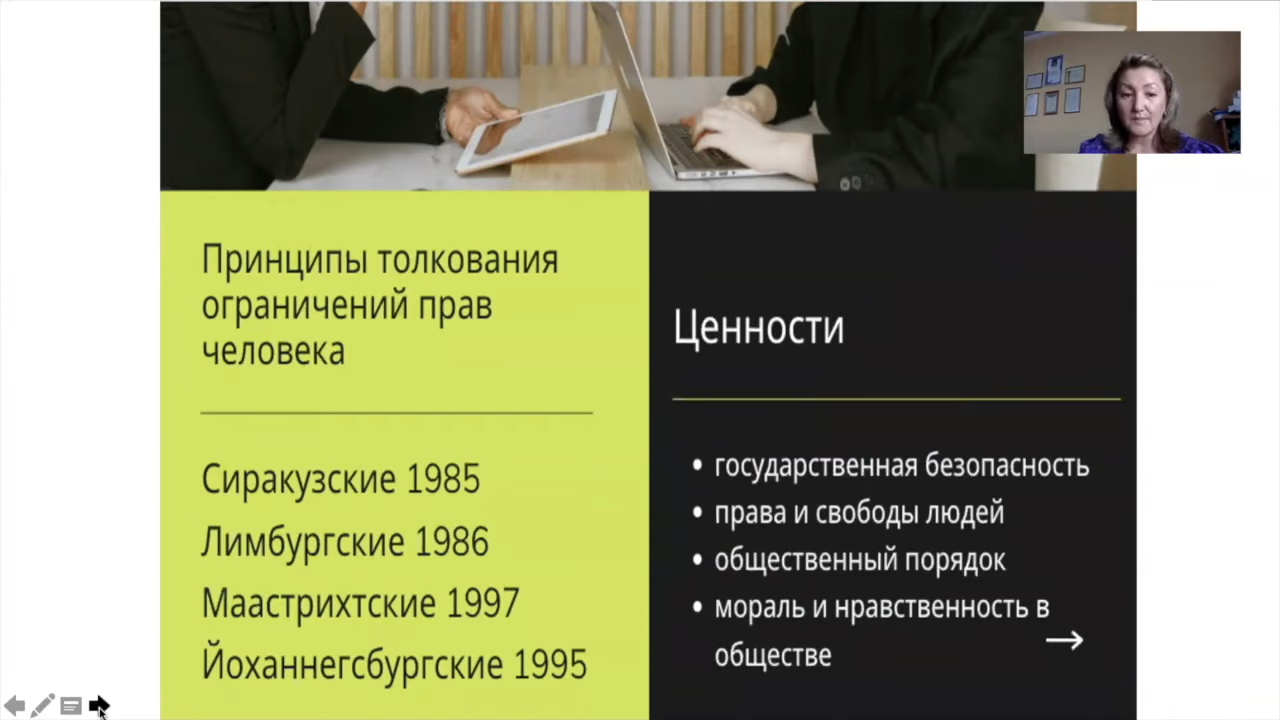 Принципы толкования
ограничений прав
человека
Сиракузские 1985
Лимбургские 1986
Маастрихтские 1997
Йоханнегсбургские 1995
Ценности
• государственная безопасность
• права и свободы людей
• общественный порядок
• мораль и нравственность в
обществе